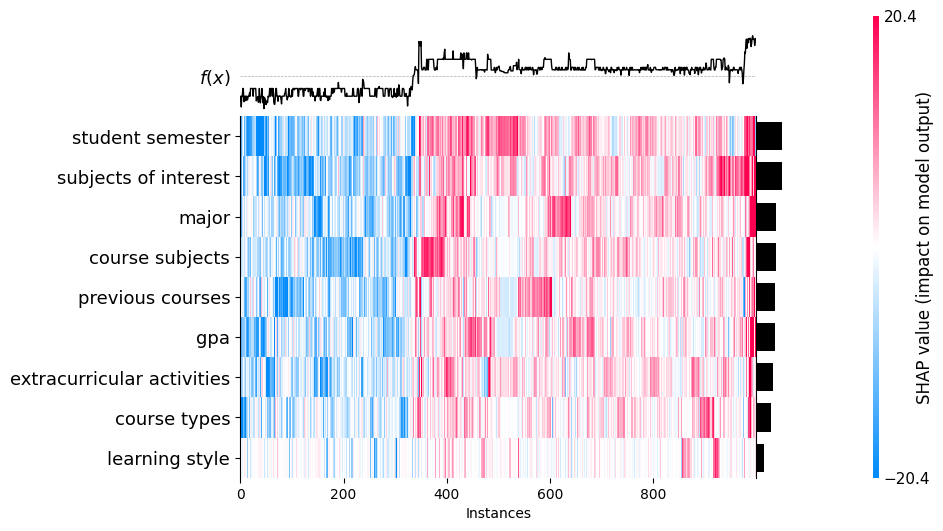 20.4
f(x)
student semester
subjects of interest
major
course subjects
previous courses
gpa
extracurricular activities
course types
learning style
0 200 400 600 800
Instances
SHAP value (impact on model output)
−20.4